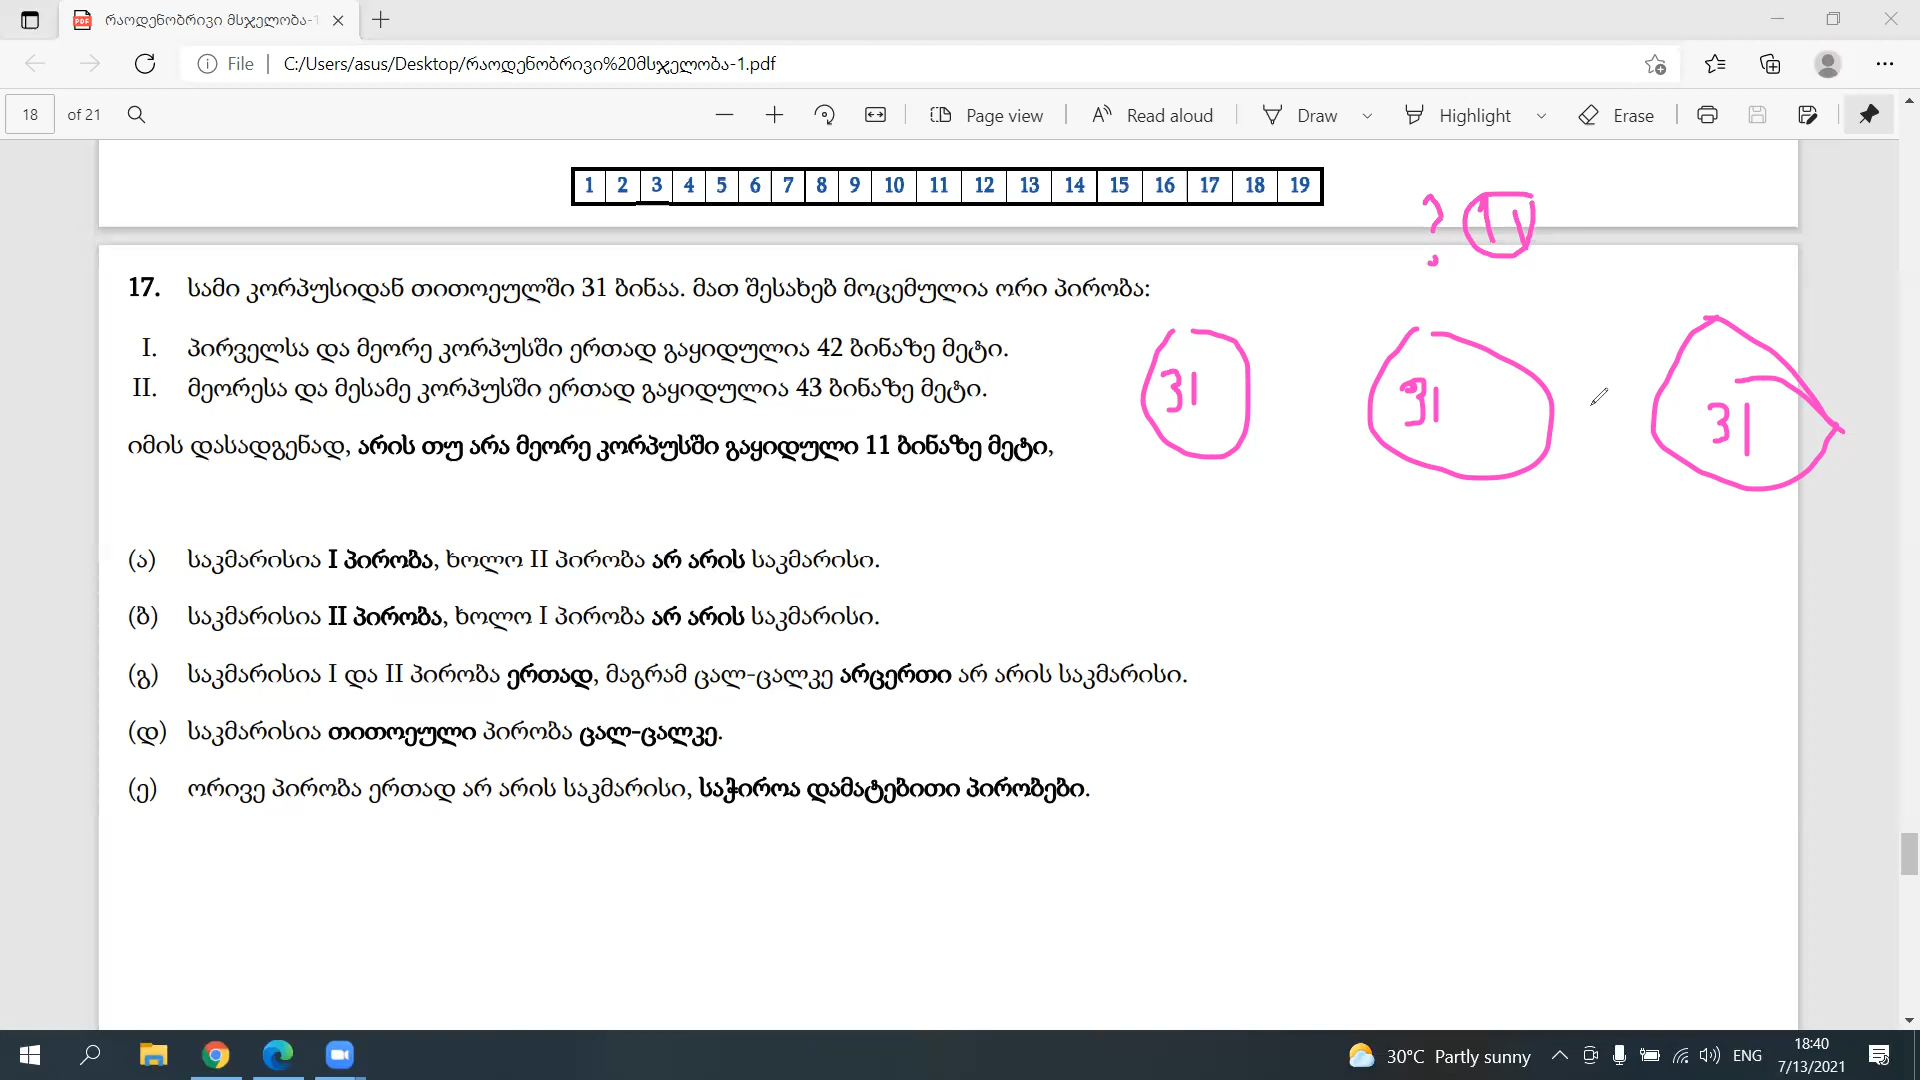 რაოდენობრივი მსჯელობა-1
File C:/Users/asus/Desktop/რაოდენობრივი%20მსჯელობა-1.pdf
18 of 21 Page view Read aloud Draw Highlight Erase
1 2 3 4 5 6 7 8 9 10 11 12 13 14 15 16 17 18 19
? 11
17. სამი კორპუსიდან თითოეულში 31 ბინაა. მათ შესახებ მოცემულია ორი პირობა:
I. პირველსა და მეორე კორპუსში ერთად გაყიდულია 42 ბინაზე მეტი.
II. მეორესა და მესამე კორპუსში ერთად გაყიდულია 43 ბინაზე მეტი.
31 31 31
იმის დასადგენად, არის თუ არა მეორე კორპუსში გაყიდული 11 ბინაზე მეტი,
(ა) საკმარისია I პირობა, ხოლო II პირობა არ არის საკმარისი.
(ბ) საკმარისია II პირობა, ხოლო I პირობა არ არის საკმარისი.
(გ) საკმარისია I და II პირობა ერთად, მაგრამ ცალ-ცალკე არცერთი არ არის საკმარისი.
(დ) საკმარისია თითოეული პირობა ცალ-ცალკე.
(ე) ორივე პირობა ერთად არ არის საკმარისი, საჭიროა დამატებითი პირობები.
30°C Partly sunny ENG 18:40
7/13/2021